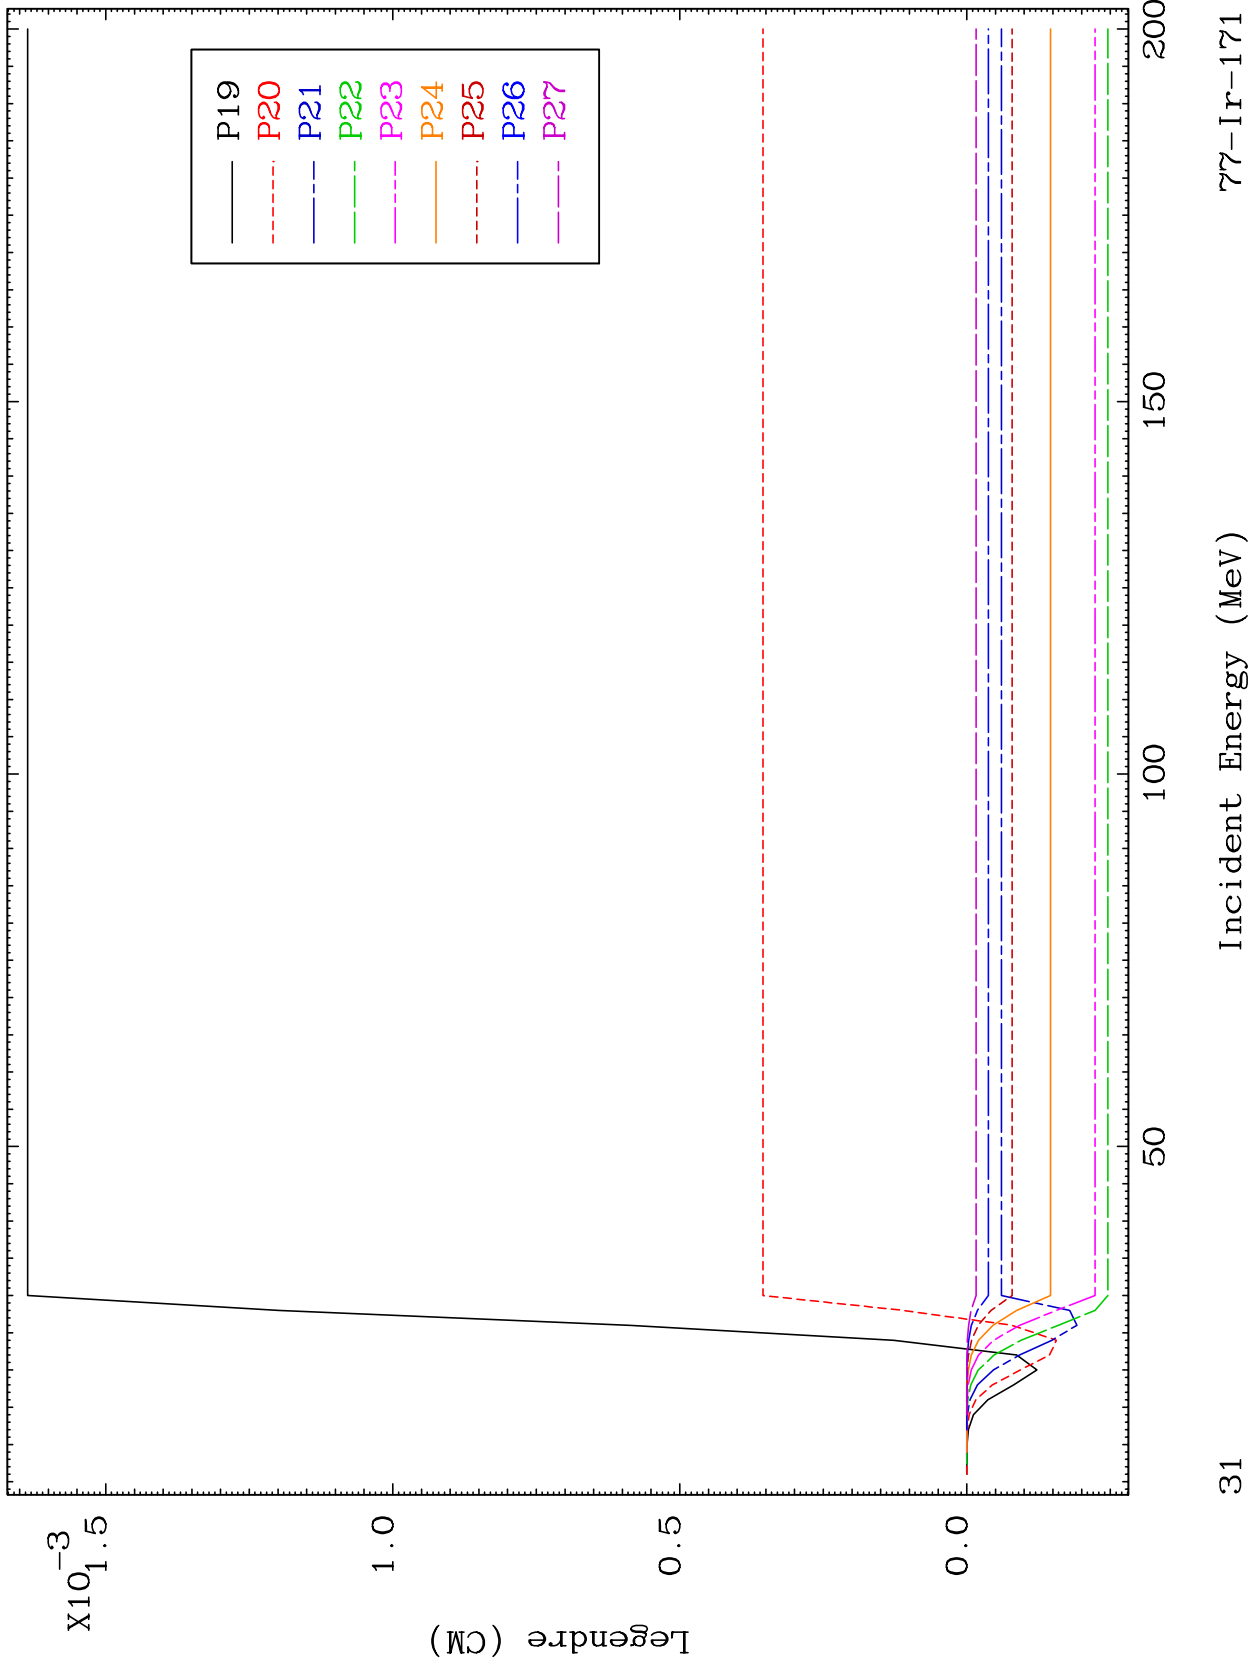 X10-3
1.5
1.0
0.5
0.0
Legendre (CM)
P19
P20
P21
P22
P23
P24
P25
P26
P27
50
100
150
200
Incident Energy (MeV)
31
77-Ir-171